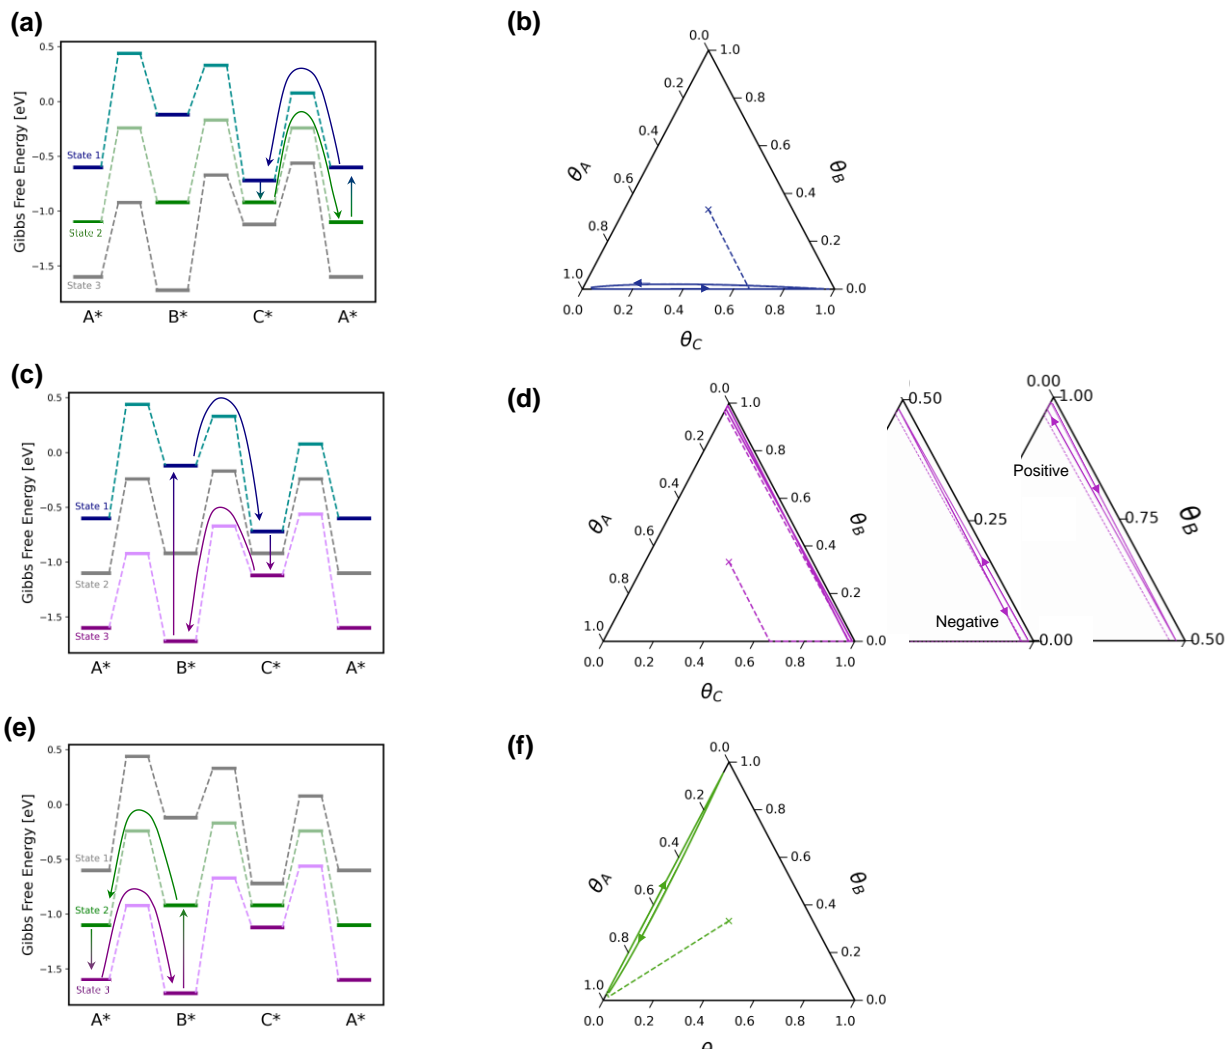 (a)
Gibbs Free Energy [eV]
0.5
0.0
−0.5
−1.0
−1.5
State 1
State 2
State 3
A*
B*
C*
A*
(b)
0.0
0.2
0.4
0.6
0.8
1.0
θA
1.0
0.8
0.6
0.4
0.2
0.0
θB
0.0
0.2
0.4
0.6
0.8
1.0
θC
(c)
Gibbs Free Energy [eV]
0.5
0.0
−0.5
−1.0
−1.5
State 1
State 2
State 3
A*
B*
C*
A*
(d)
0.0
0.2
0.4
0.6
0.8
1.0
θA
1.0
0.8
0.6
0.4
0.2
0.0
θB
0.0
0.2
0.4
0.6
0.8
1.0
θC
0.50
0.25
0.00
Negative
0.00
1.00
0.75
0.50
Positive
θB
(e)
Gibbs Free Energy [eV]
0.5
0.0
−0.5
−1.0
−1.5
State 1
State 2
State 3
A*
B*
C*
A*
(f)
0.0
0.2
0.4
0.6
0.8
1.0
θA
1.0
0.8
0.6
0.4
0.2
0.0
θB
0.0
0.2
0.4
0.6
0.8
1.0